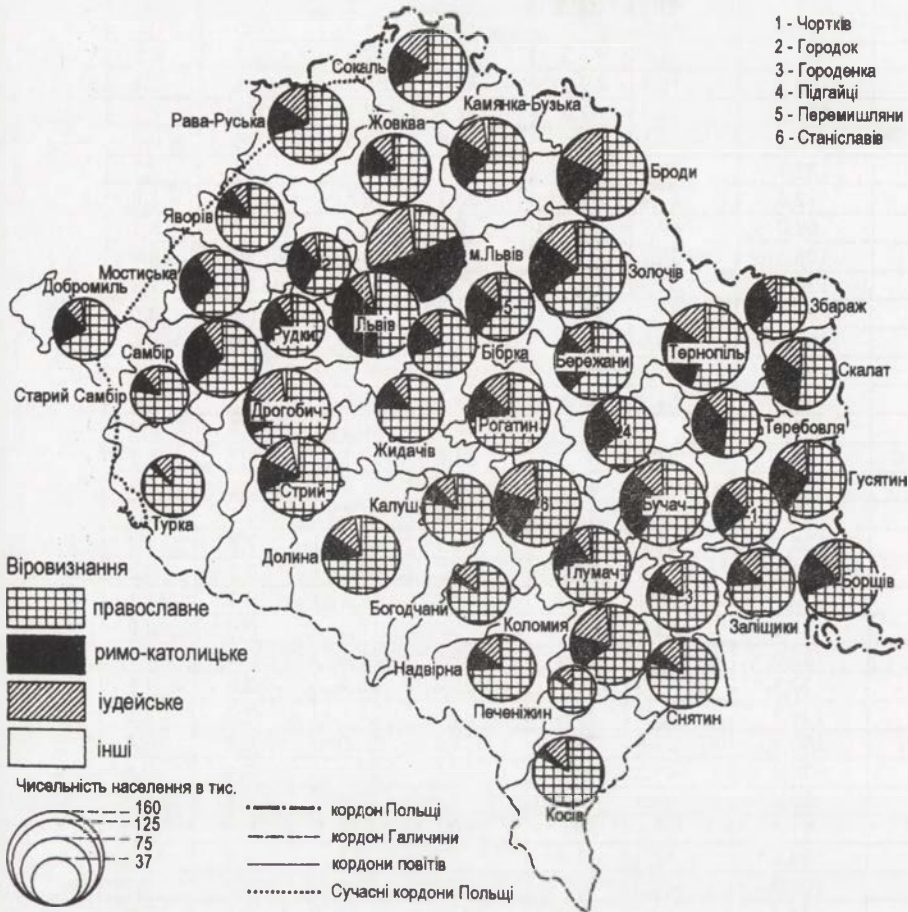 1 - Чортків
2 - Городок
3 - Городенка
4 - Підгайці
5 - Перемишляни
6 - Станіславів
Сокаль
Камянка-Бузька
Рава-Руська
Жовква
Броди
Яворів
м.Львів
Мостиська
2
Золочів
Добромиль
Збараж
5
Рудки
Львів
Тернопіль
Самбір
Бібрка
Бережани
Скалат
Старий Самбір
Дрогобич
Рогатин
4
Теребовля
Жидачів
Стрий
Гусятин
Турка
Калуш
6
Бучач
1
Долина
Тлумач
Борщів
Богодчани
3
Заліщики
Коломия
Надвірна
Печеніжин
Снятин
Косів
Віровизнання
православне
римо-католицьке
іудейське
інші
Чисельність населення в тис.
160
125
75
37
кордон Польщі
кордон Галичини
кордони повітів
Сучасні кордони Польщі